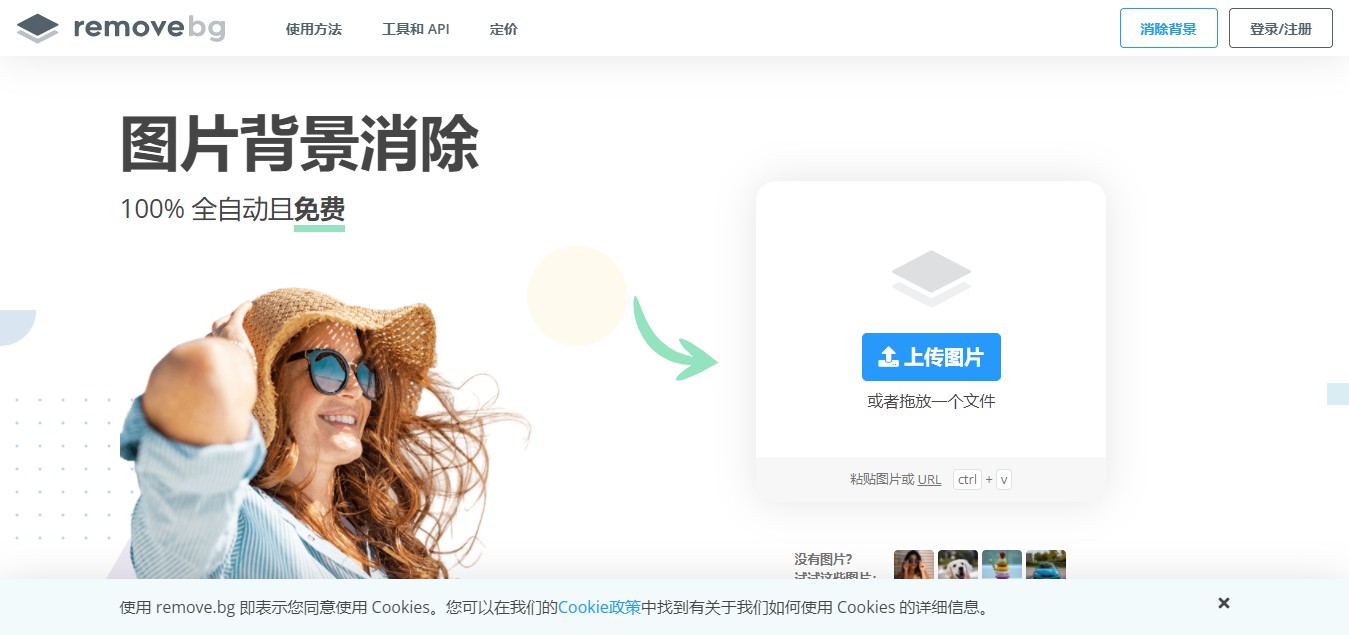 removebg
使用方法
工具和 API
定价
消除背景
登录/注册
图片背景消除
100% 全自动且免费
上传图片
或者拖放一个文件
粘贴图片或 URL ctrl + v
没有图片？
试试这些图片:
使用 remove.bg 即表示您同意使用 Cookies。您可以在我们的Cookie政策中找到有关于我们如何使用 Cookies 的详细信息。